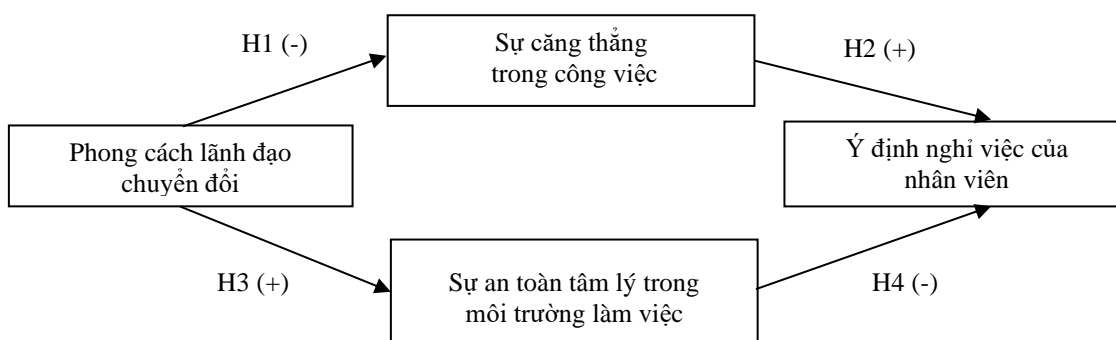 H1 (-)
Sự căng thẳng
trong công việc
H2 (+)
Phong cách lãnh đạo
chuyển đổi
Ý định nghỉ việc của
nhân viên
H3 (+)
Sự an toàn tâm lý trong
môi trường làm việc
H4 (-)